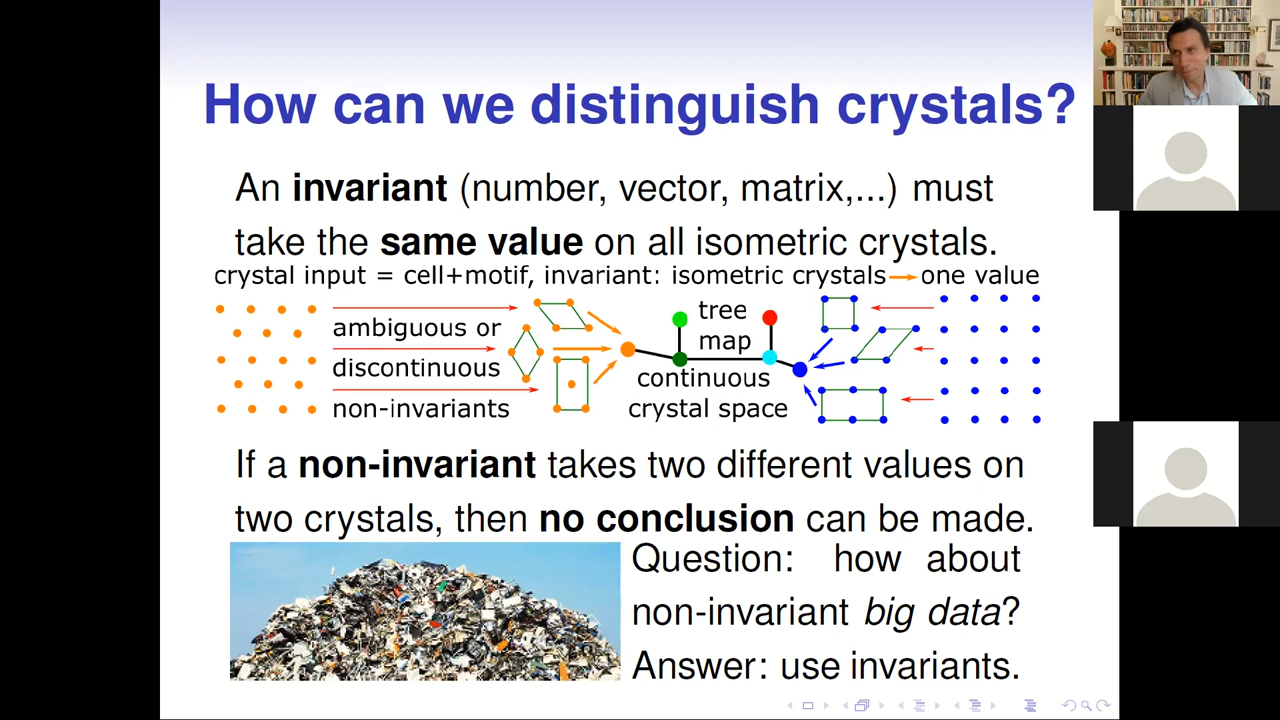 How can we distinguish crystals?
An invariant (number, vector, matrix,...) must
take the same value on all isometric crystals.
crystal input = cell+motif, invariant: isometric crystals → one value
ambiguous or
discontinuous
non-invariants
tree
map
continuous
crystal space
If a non-invariant takes two different values on
two crystals, then no conclusion can be made.
Question: how about
non-invariant big data?
Answer: use invariants.